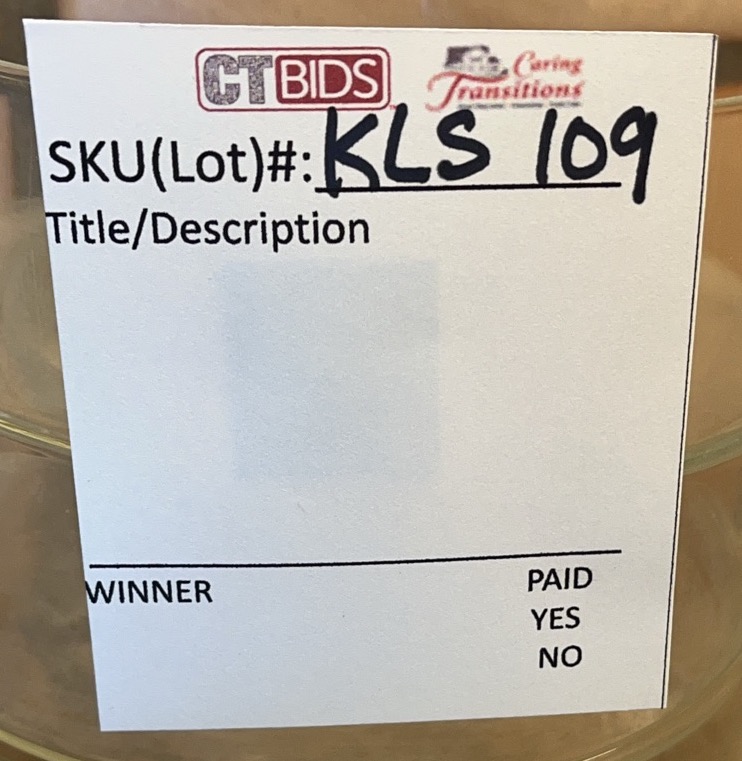 CTBIDS
Caring
Transitions
SKU(Lot)#: KLS 109
Title/Description
WINNER PAID
YES
NO